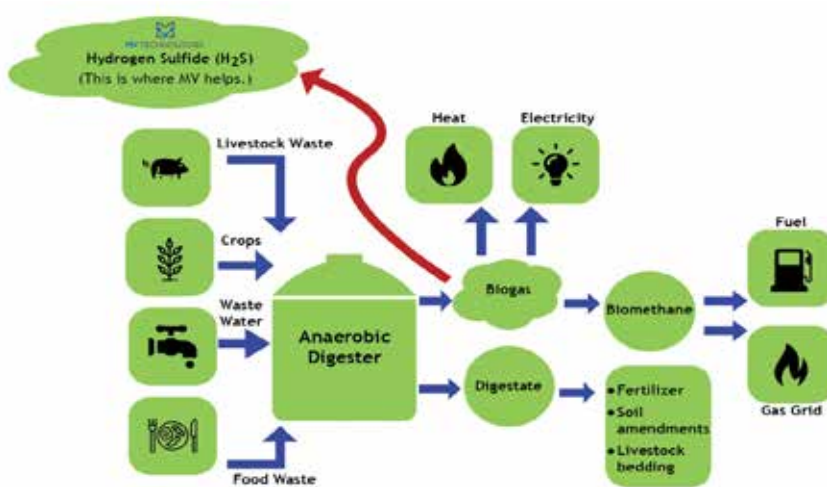 MV TECHNOLOGIES
Hydrogen Sulfide (H₂S)
(This is where MV helps.)
Livestock Waste
Crops
Waste
Water
Food Waste
Anaerobic
Digester
Heat
Electricity
Biogas
Digestate
Biomethane
Fuel
Gas Grid
• Fertilizer
• Soil
amendments
• Livestock
bedding